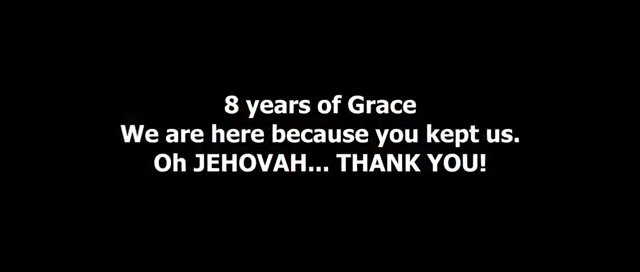 8 years of Grace
We are here because you kept us.
Oh JEHOVAH... THANK YOU!